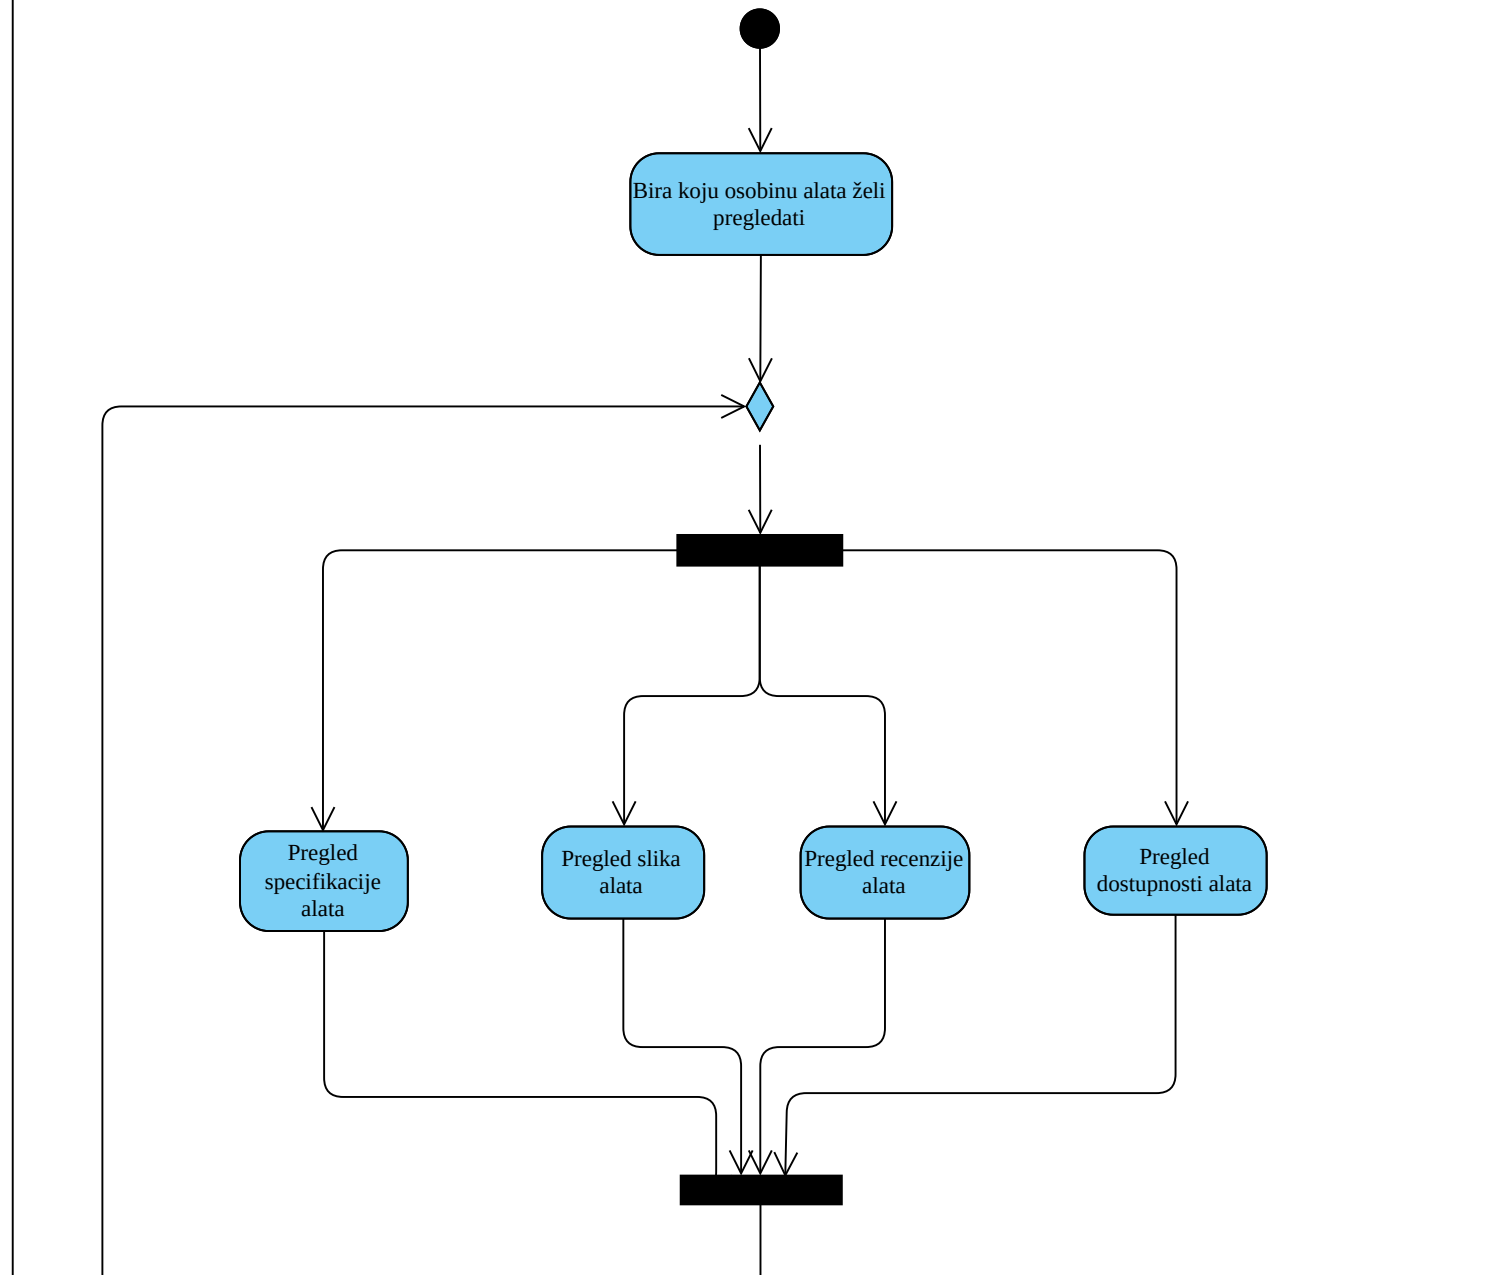 Bira koju osobinu alata želi
pregledati
Pregled
specifikacije
alata
Pregled slika
alata
Pregled recenzije
alata
Pregled
dostupnosti alata